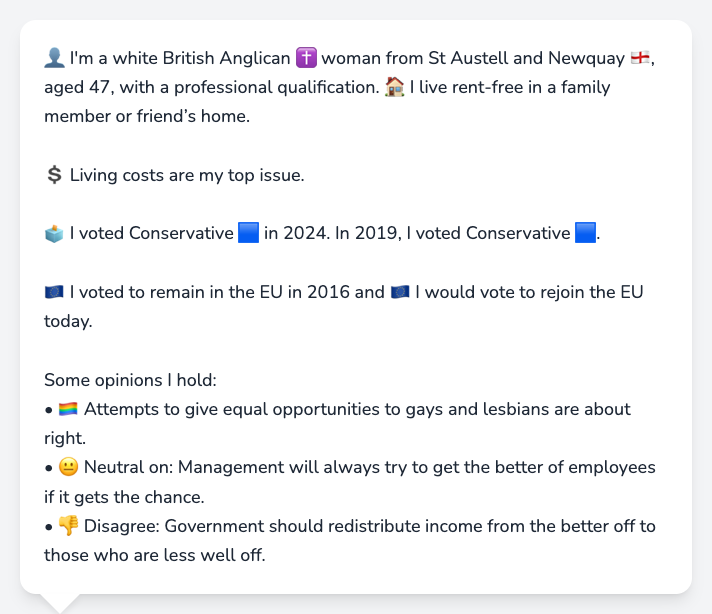 👤 I'm a white British Anglican ✝️ woman from St Austell and Newquay 🏴󠁧󠁢󠁥󠁮󠁧󠁿,
aged 47, with a professional qualification. 🏠 I live rent-free in a family
member or friend’s home.
💲 Living costs are my top issue.
🗳️ I voted Conservative 🟦 in 2024. In 2019, I voted Conservative 🟦.
🇪🇺 I voted to remain in the EU in 2016 and 🇪🇺 I would vote to rejoin the EU
today.
Some opinions I hold:
• 🏳️‍🌈 Attempts to give equal opportunities to gays and lesbians are about
right.
• 😐 Neutral on: Management will always try to get the better of employees
if it gets the chance.
• 👎 Disagree: Government should redistribute income from the better off to
those who are less well off.